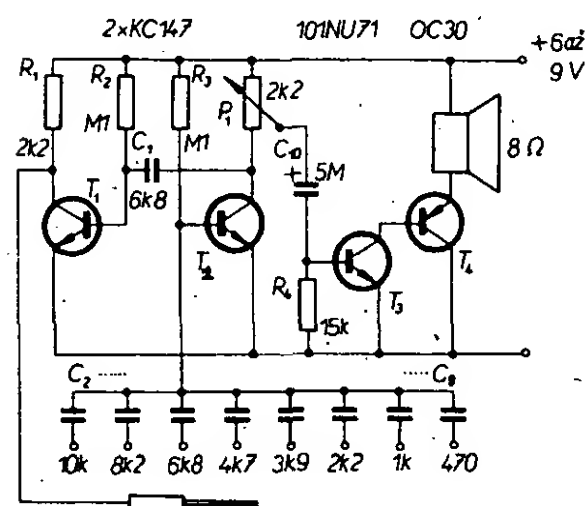 2×KC147 101NU71 OC30
+6až
9V
R1 R2 R3 P1 2k2
2k2 M1 C1 M1 C10 + 5M 8Ω
6k8
T1 T2 T3 T4
R4 15k
C2 ...... ...... C9
10k 8k2 6k8 4k7 3k9 2k2 1k 470